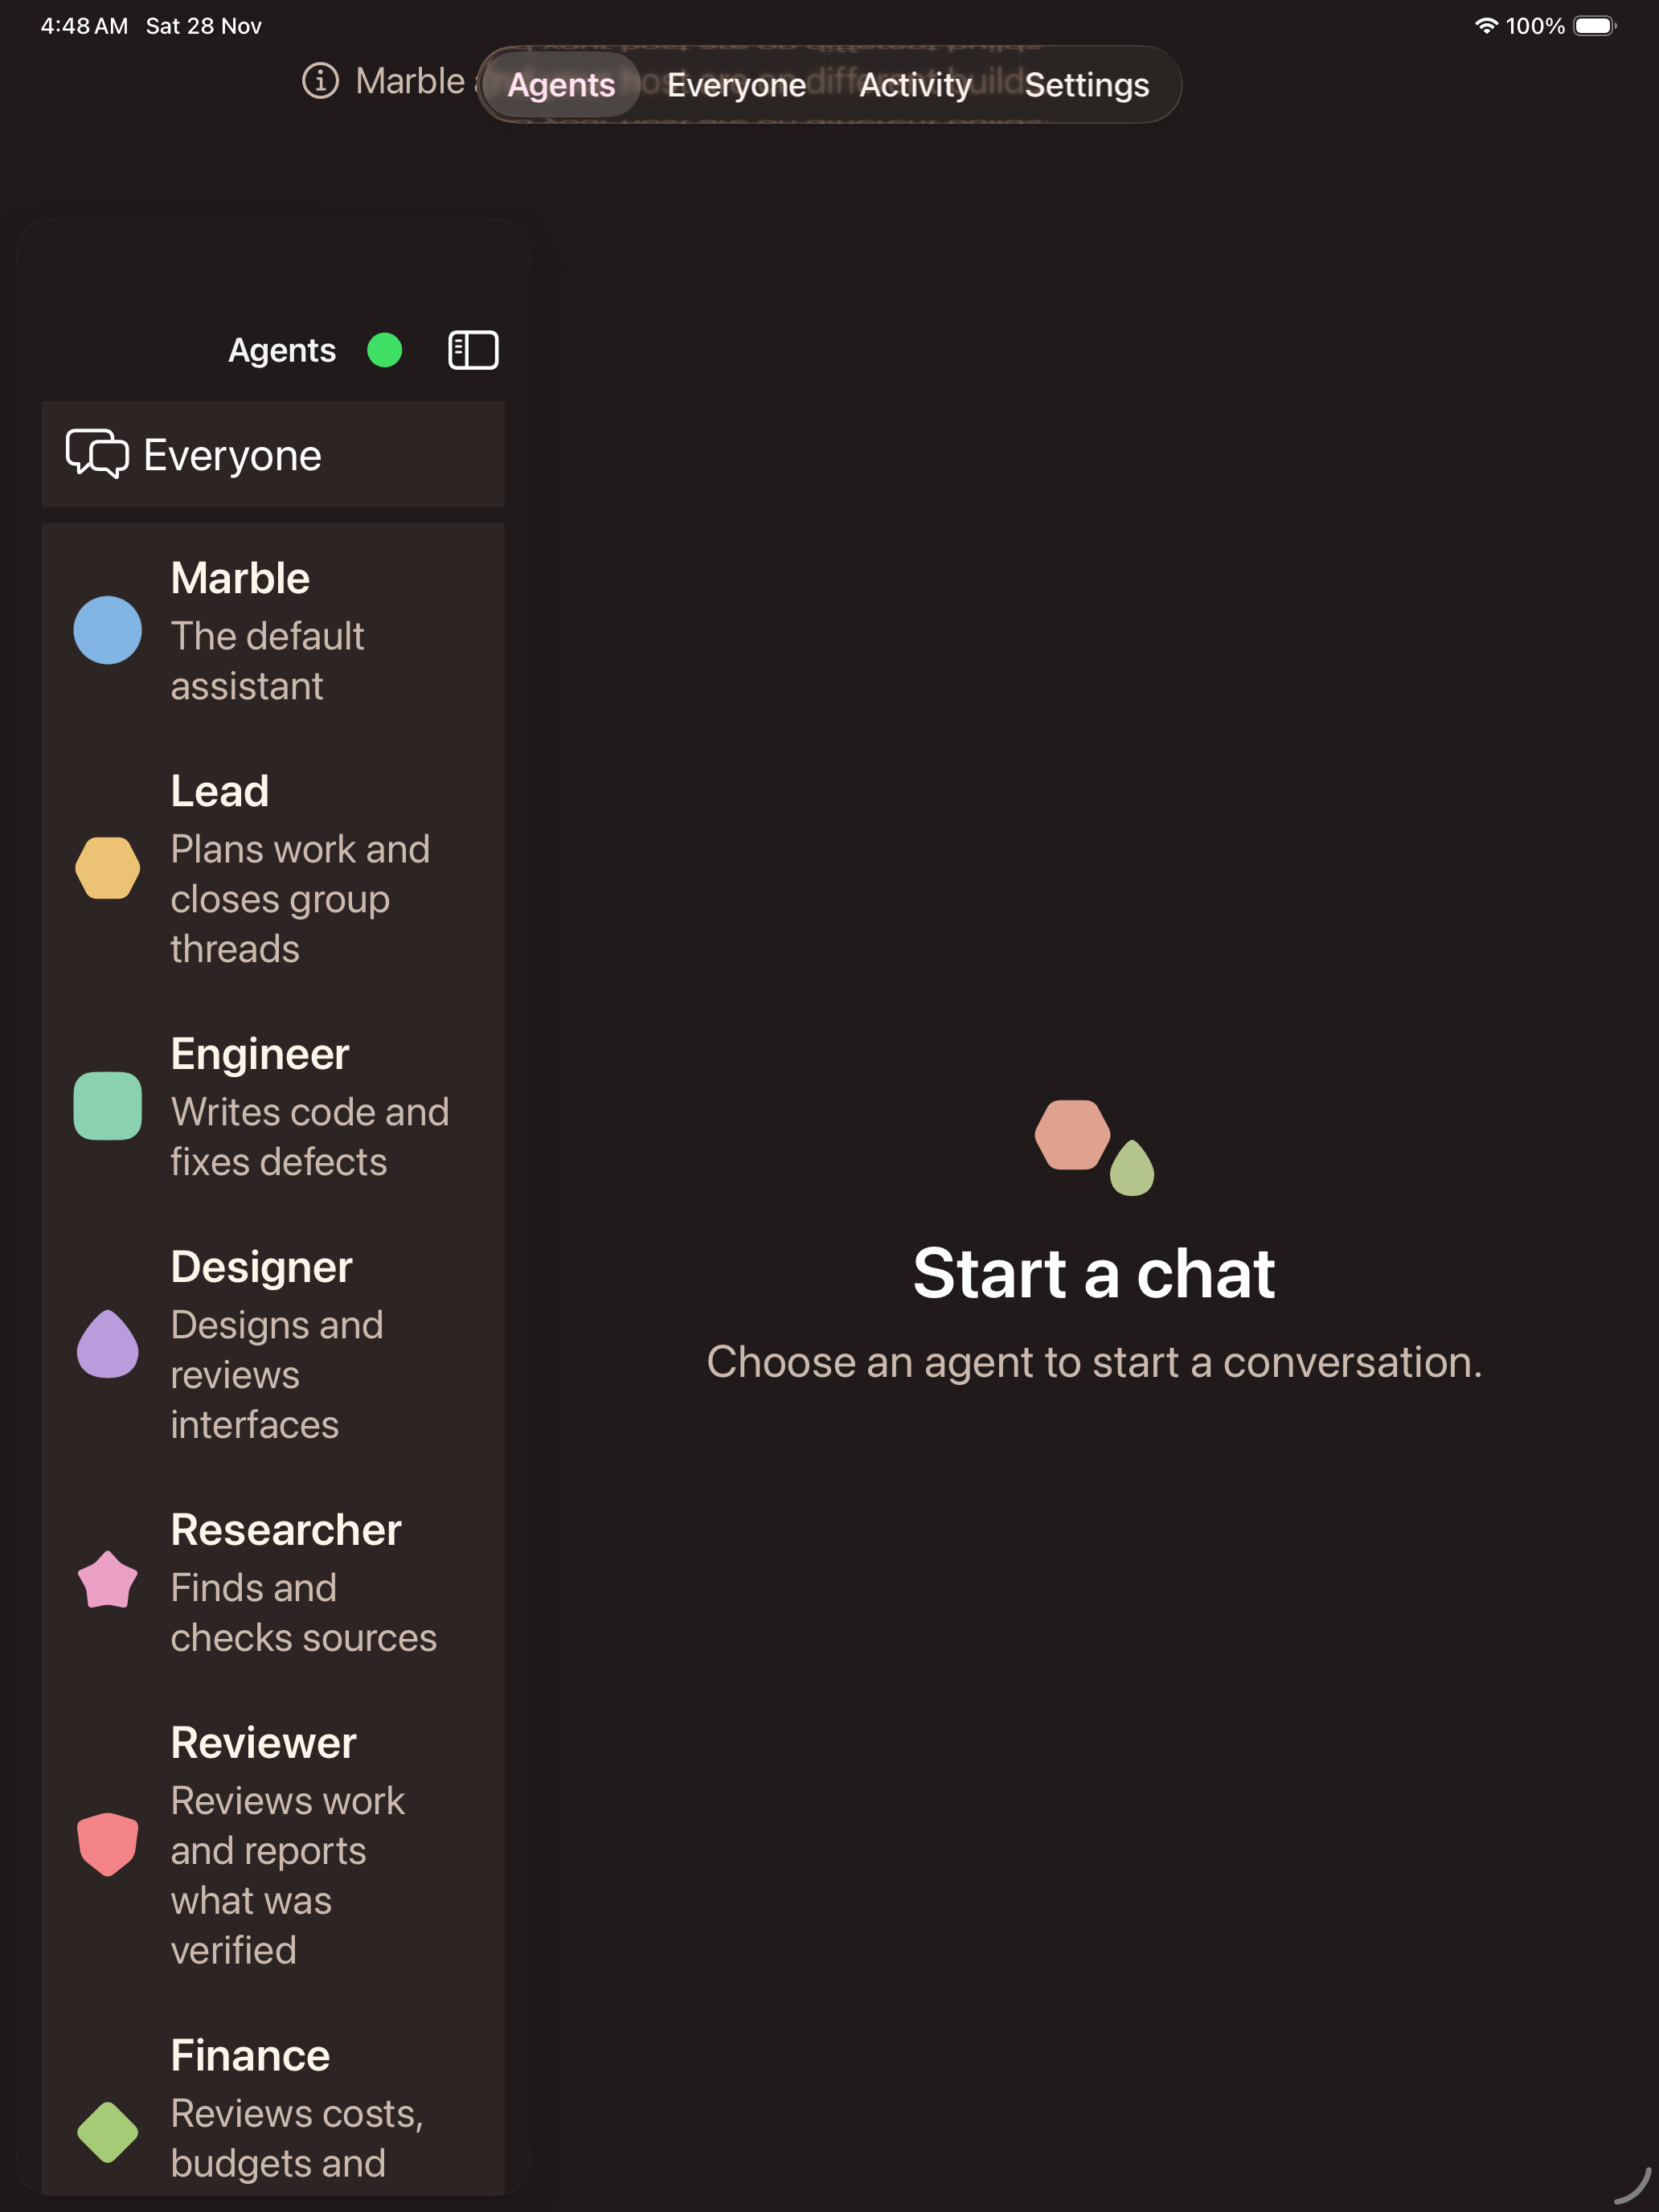 4:48 AM Sat 28 Nov
100%
Marble
Agents Everyone Activity Settings
Agents
Everyone
Marble
The default
assistant
Lead
Plans work and
closes group
threads
Engineer
Writes code and
fixes defects
Designer
Designs and
reviews
interfaces
Researcher
Finds and
checks sources
Reviewer
Reviews work
and reports
what was
verified
Finance
Reviews costs,
budgets and
Start a chat
Choose an agent to start a conversation.